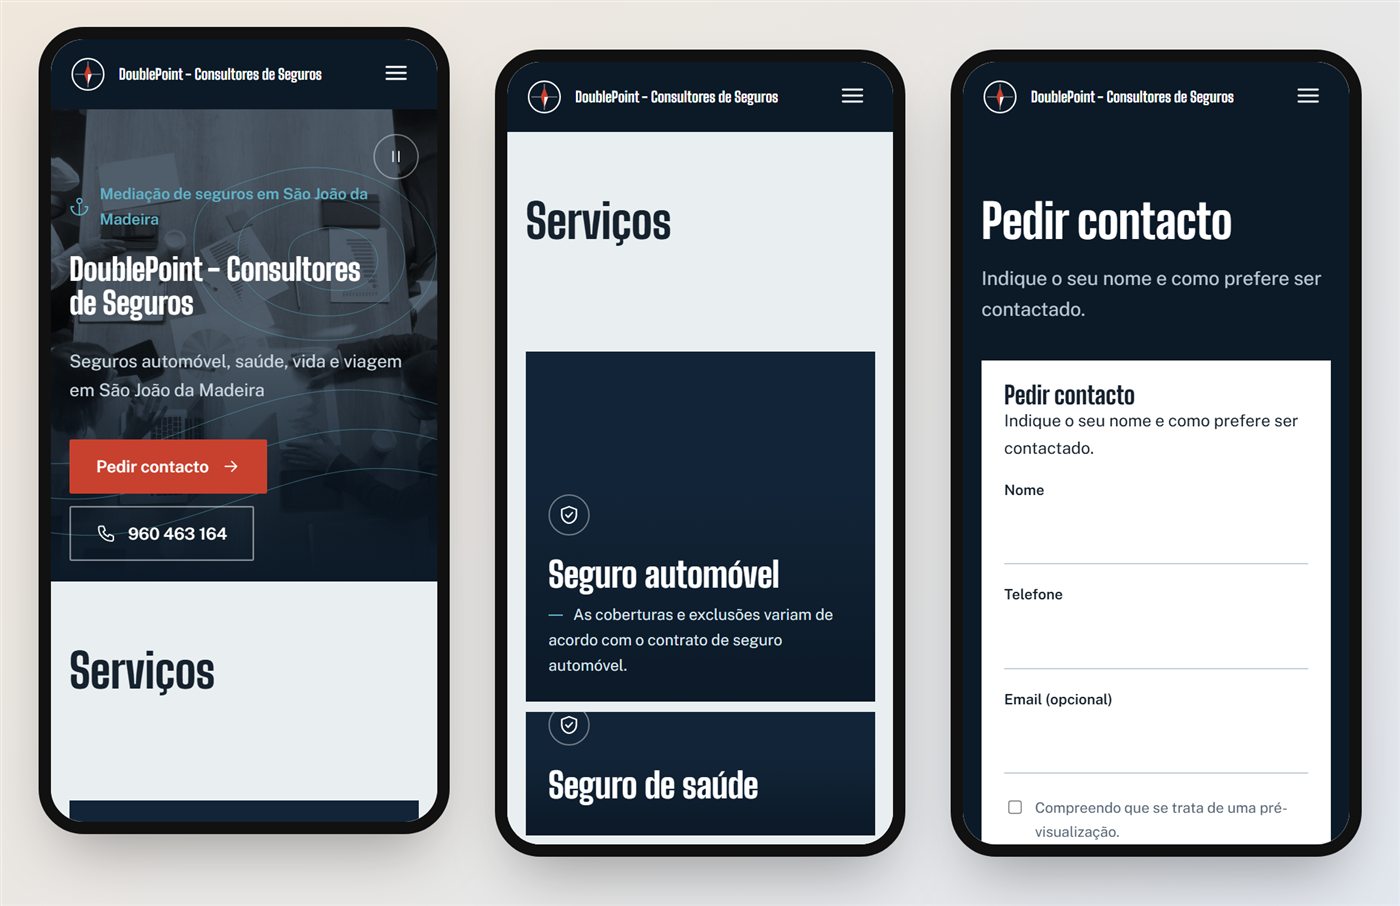 DoublePoint – Consultores de Seguros
Mediação de seguros em São João da
Madeira
DoublePoint – Consultores
de Seguros
Seguros automóvel, saúde, vida e viagem
em São João da Madeira
Pedir contacto
960 463 164
Serviços
DoublePoint – Consultores de Seguros
Serviços
Seguro automóvel
— As coberturas e exclusões variam de
acordo com o contrato de seguro
automóvel.
Seguro de saúde
DoublePoint – Consultores de Seguros
Pedir contacto
Indique o seu nome e como prefere ser
contactado.
Pedir contacto
Indique o seu nome e como prefere ser
contactado.
Nome
Telefone
Email (opcional)
Compreendo que se trata de uma pré-
visualização.